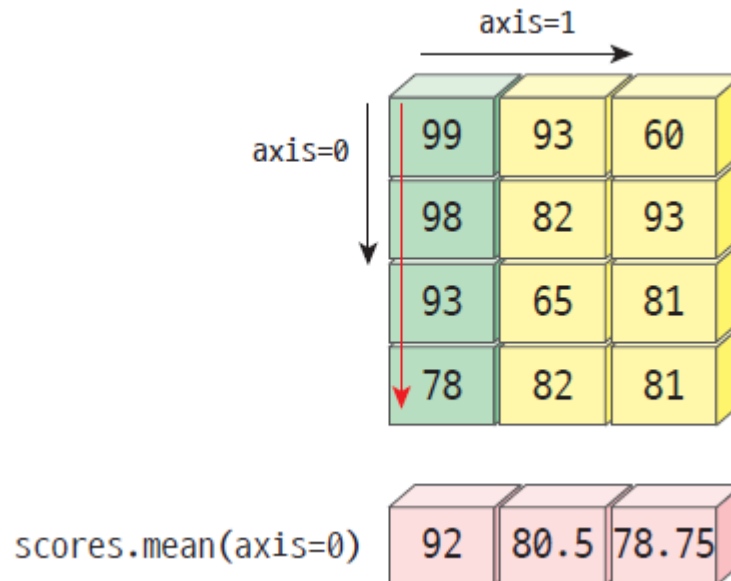 axis=1
axis=0
99 93 60
98 82 93
93 65 81
78 82 81
scores.mean(axis=0) 92 80.5 78.75